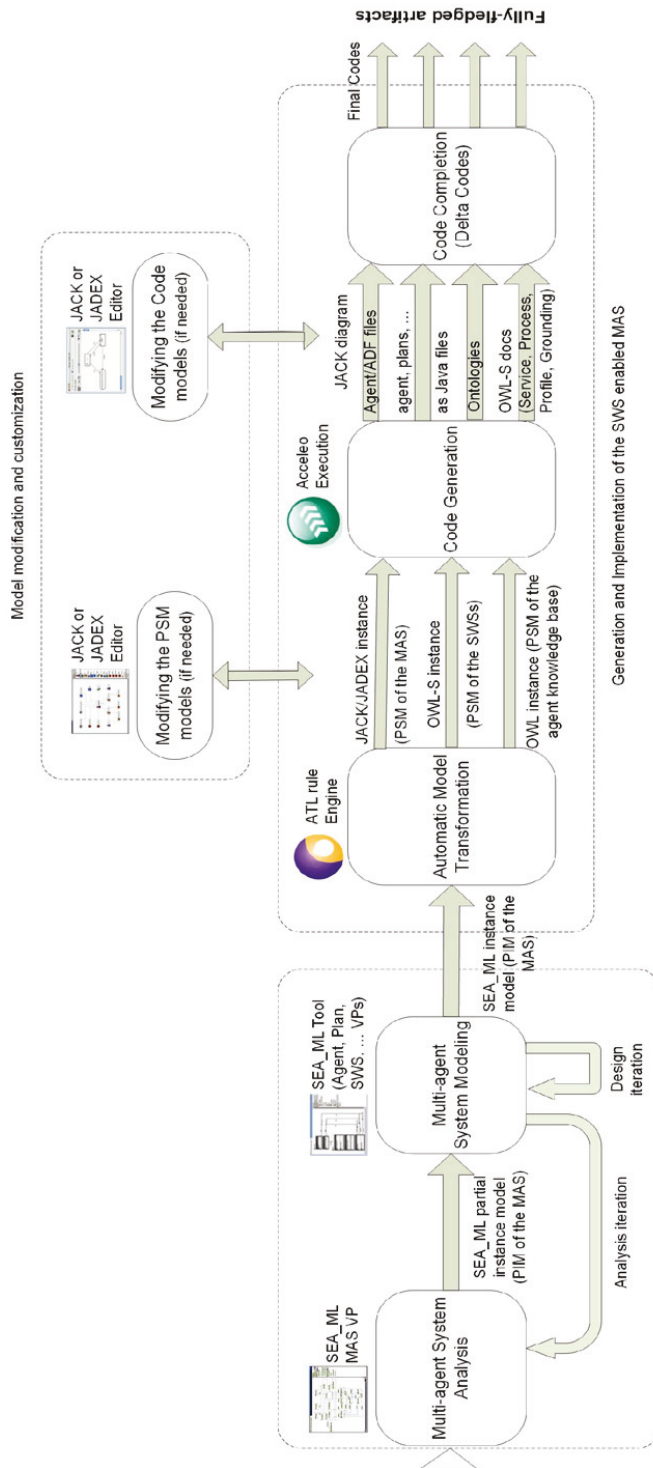 Model modification and customization
JACK or
JADEX
Editor
Modifying the PSM
models (if needed)
JACK or
JADEX
Editor
Modifying the Code
models (if needed)
SEA_ML
MAS VP
Multi-agent System
Analysis
SEA_ML partial
instance model
(PIM of the MAS)
SEA_ML Tool
(Agent, Plan,
SWS, ... VPs)
Multi-agent
System Modeling
Design
iteration
Analysis iteration
SEA_ML instance
model (PIM of the
MAS)
ATL rule
Engine
Automatic Model
Transformation
JACK/JADEX instance
(PSM of the MAS)
OWL-S instance
(PSM of the SWSs)
OWL instance (PSM of the
agent knowledge base)
Acceleo
Execution
Code Generation
JACK diagram
Agent/ADF files
agent, plans, ...
as Java files
Ontologies
OWL-S docs
(Service, Process,
Profile, Grounding)
Code Completion
(Delta Codes)
Final Codes
Fully-fledged artifacts
Generation and Implementation of the SWS enabled MAS